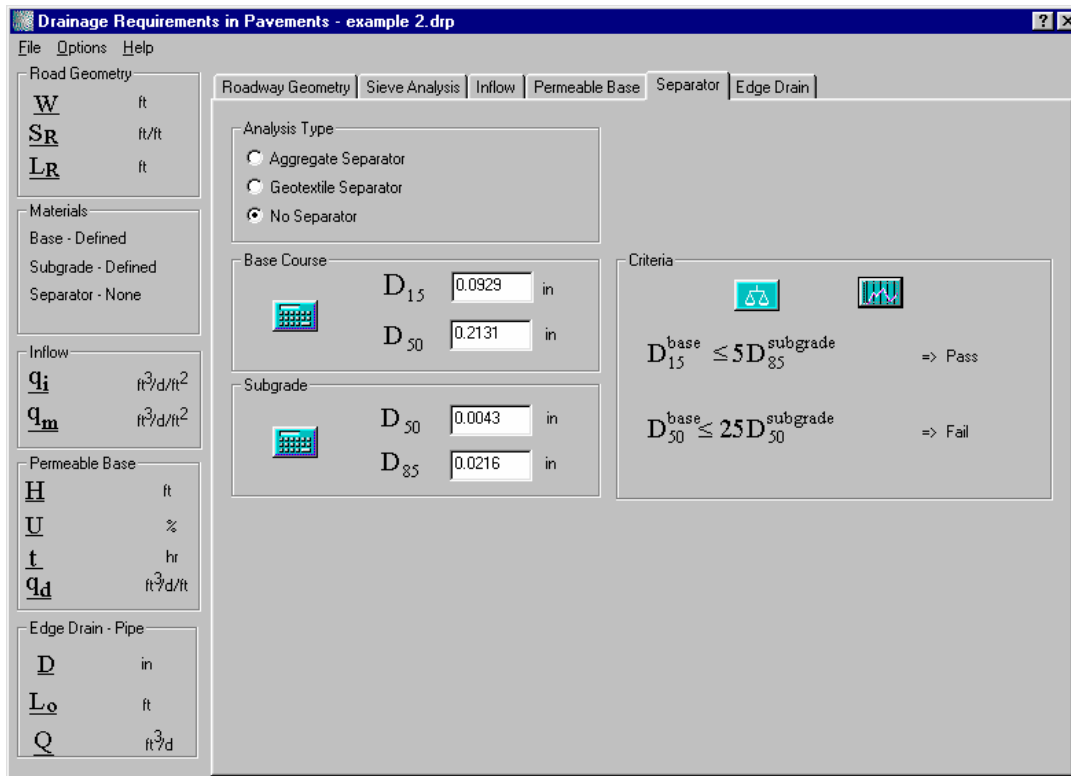 Drainage Requirements in Pavements - example 2.drp
File Options Help
Road Geometry
W ft
SR ft/ft
LR ft
Materials
Base - Defined
Subgrade - Defined
Separator - None
Inflow
qi ft3/d/ft2
qm ft3/d/ft2
Permeable Base
H ft
U %
t hr
qd ft3/d/ft
Edge Drain - Pipe
D in
Lo ft
Q ft3/d
Roadway Geometry Sieve Analysis Inflow Permeable Base Separator Edge Drain
Analysis Type
Aggregate Separator
Geotextile Separator
No Separator
Base Course
D15 0.0929 in
D50 0.2131 in
Subgrade
D50 0.0043 in
D85 0.0216 in
Criteria
D15base ≤5D85subgrade => Pass
D50base ≤ 25D50subgrade => Fail